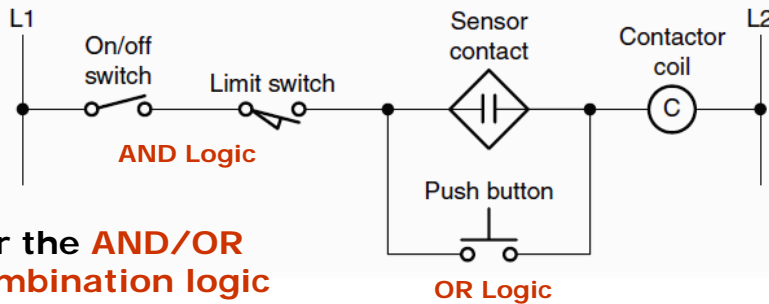 L1
L2
Sensor
contact
On/off
switch
Contactor
coil
Limit switch
C
AND Logic
Push button
r the AND/OR
mbination logic
OR Logic